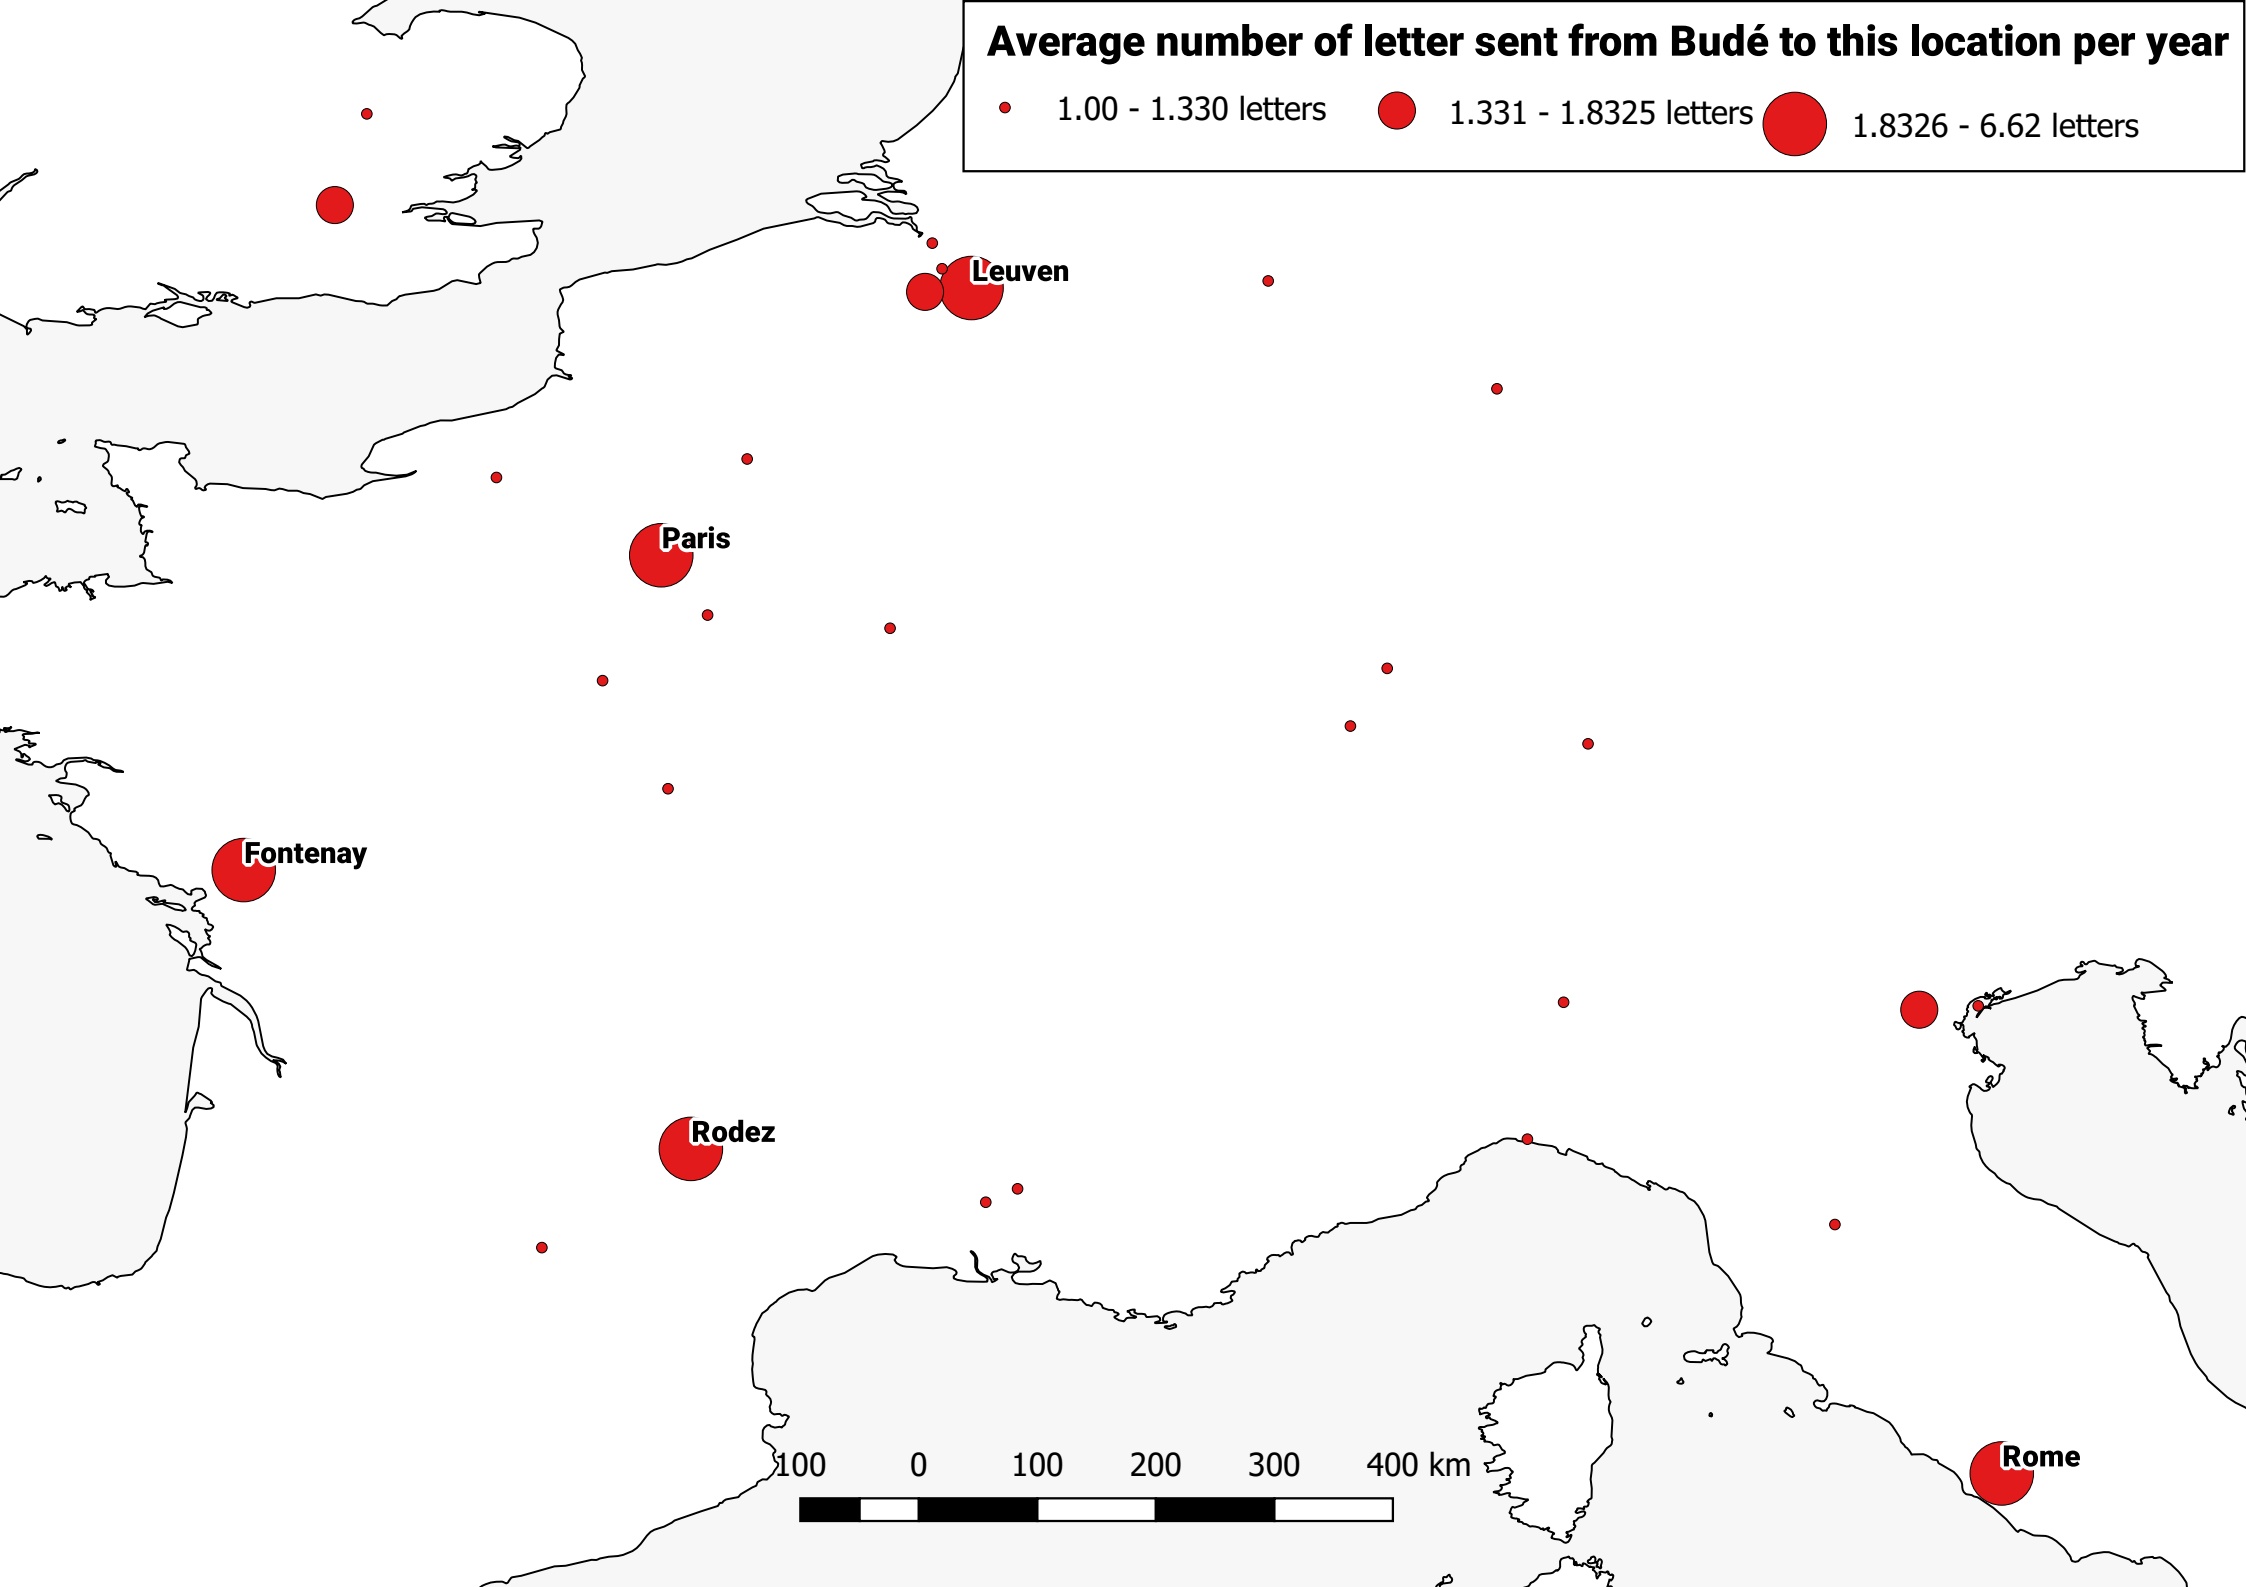 Average number of letter sent from Budé to this location per year
1.00 - 1.330 letters
1.331 - 1.8325 letters
1.8326 - 6.62 letters
Leuven
Paris
Fontenay
Rodez
Rome
100 0 100 200 300 400 km